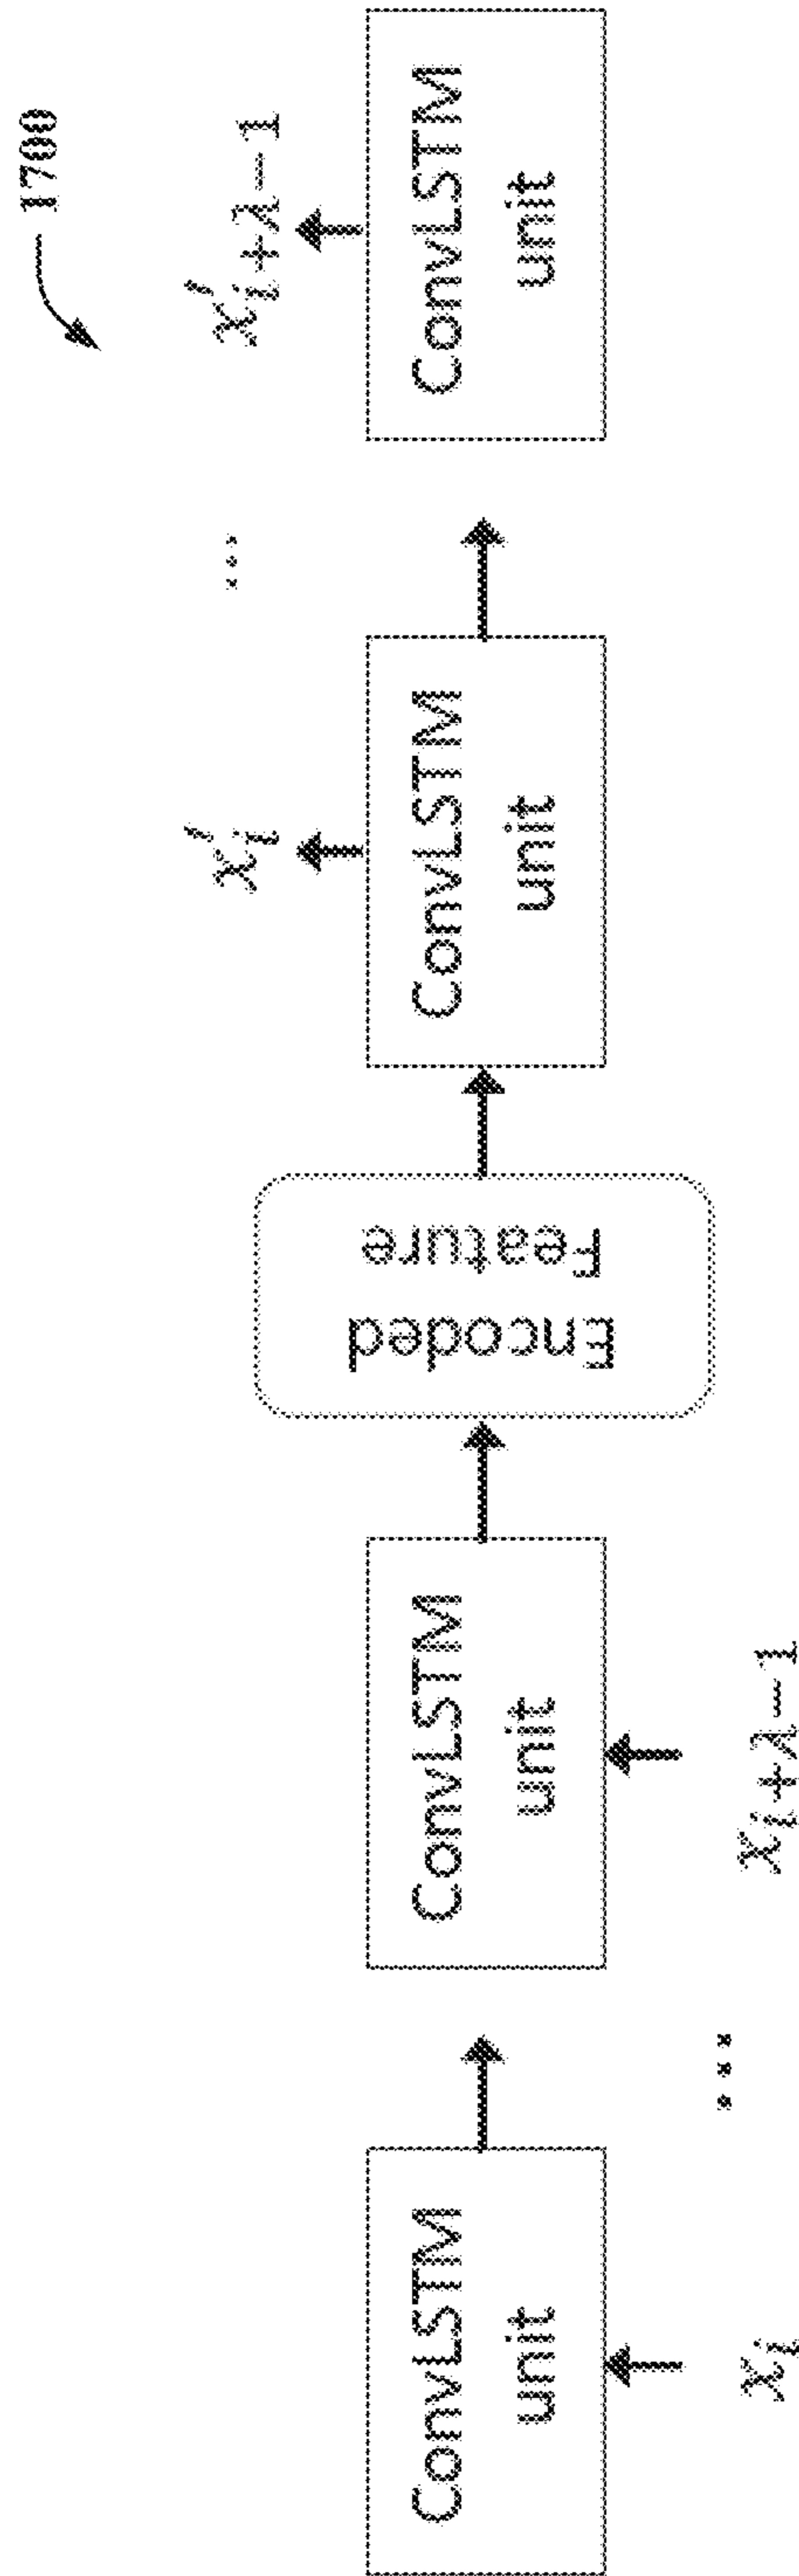 1700
x'_{i+λ−1}
ConvLSTM
unit
...
x'_i
ConvLSTM
unit
Encoded
Feature
ConvLSTM
unit
x_{i+λ−1}
...
ConvLSTM
unit
x_i